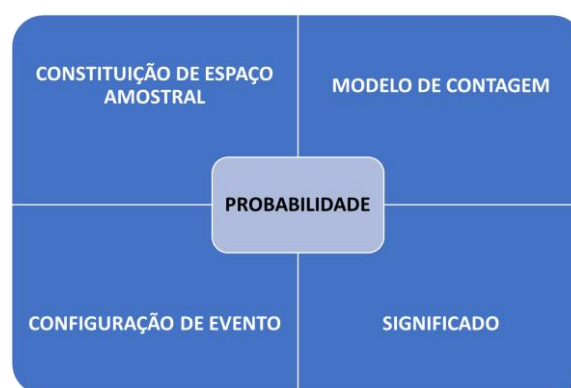 CONSTITUIÇÃO DE ESPAÇO
AMOSTRAL
MODELO DE CONTAGEM
PROBABILIDADE
CONFIGURAÇÃO DE EVENTO
SIGNIFICADO